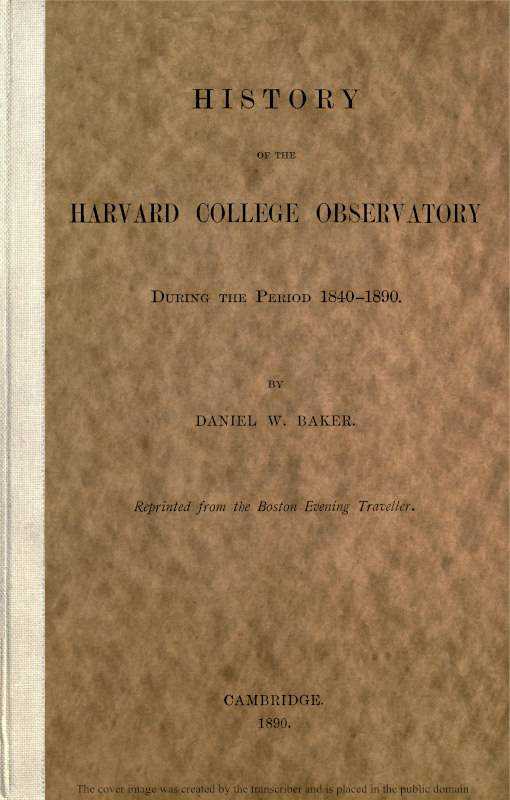 HISTORY
OF THE
HARVARD COLLEGE OBSERVATORY
During the Period 1840–1890.
BY
DANIEL W. BAKER.
Reprinted from the Boston Evening Traveller.
CAMBRIDGE.
1890.
The cover image was created by the transcriber and is placed in the public domain